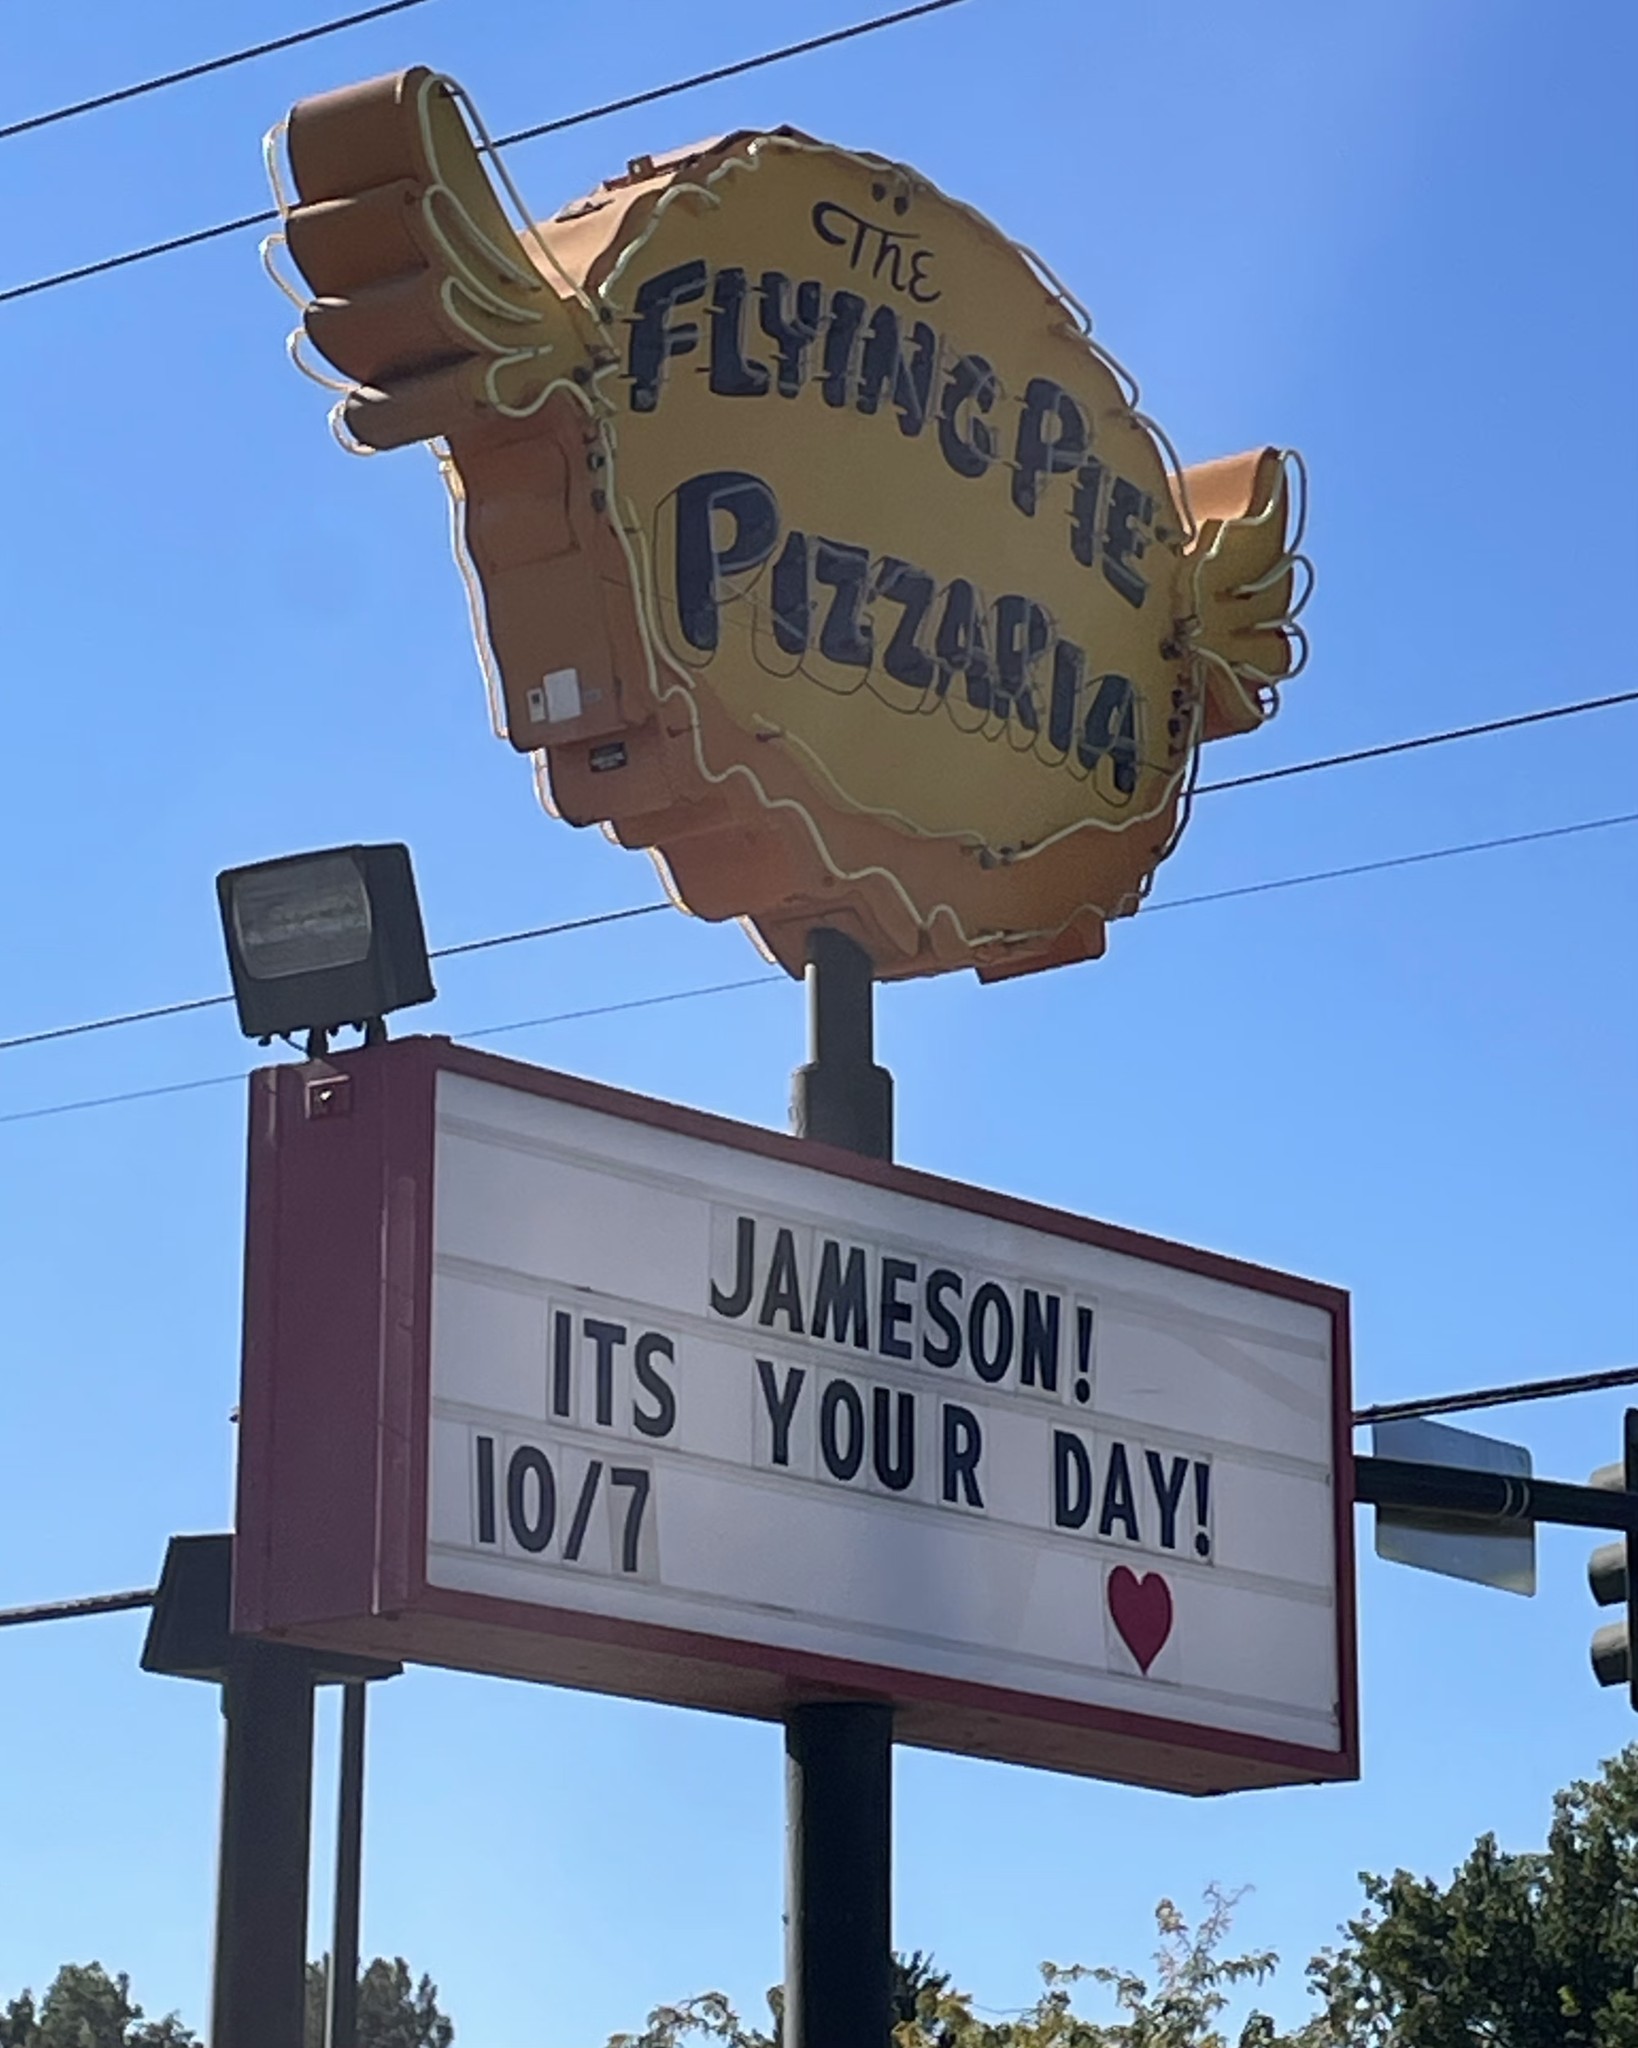 The
FLYING PIE
PIZZARIA
JAMESON!
ITS YOUR DAY!
10/7